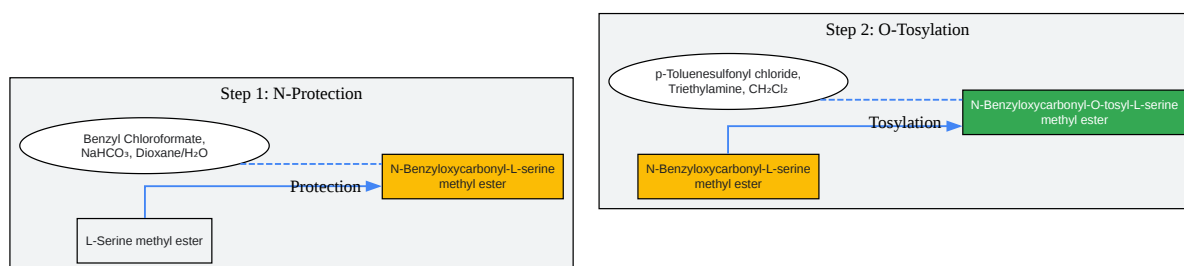 Step 1: N-Protection
Benzyl Chloroformate,
NaHCO₃, Dioxane/H₂O
N-Benzyloxycarbonyl-L-serine
methyl ester
Protection
L-Serine methyl ester
Step 2: O-Tosylation
p-Toluenesulfonyl chloride,
Triethylamine, CH₂Cl₂
N-Benzyloxycarbonyl-O-tosyl-L-serine
methyl ester
Tosylation
N-Benzyloxycarbonyl-L-serine
methyl ester